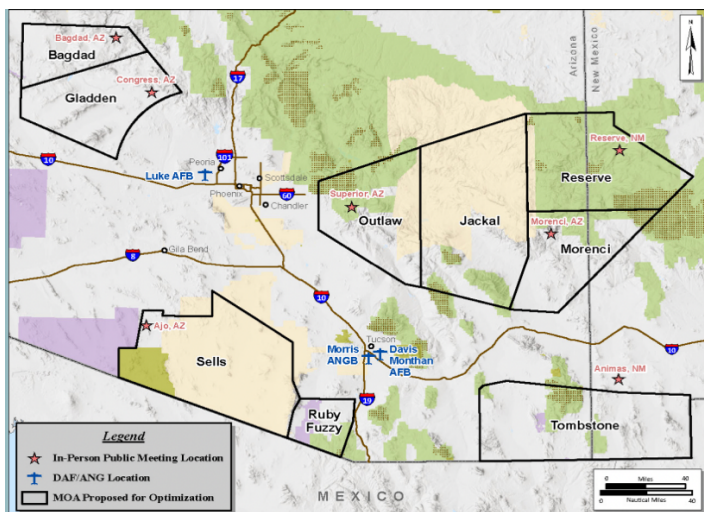 Bagdad, AZ
Bagdad
Congress, AZ
Gladden
17
Arizona
New Mexico
N
10
Peoria
101
Luke AFB
Scottsdale
Phoenix
60
Chandler
Superior, AZ
Outlaw
Jackal
Reserve, NM
Reserve
Morenci, AZ
Morenci
8
Gila Bend
10
Ajo, AZ
Sells
Tucson
Morris
ANGB
Davis
Monthan
AFB
10
Animas, NM
19
Ruby
Fuzzy
Tombstone
MEXICO
Legend
In-Person Public Meeting Location
DAF/ANG Location
MOA Proposed for Optimization
Miles
0 40
0 40
Nautical Miles